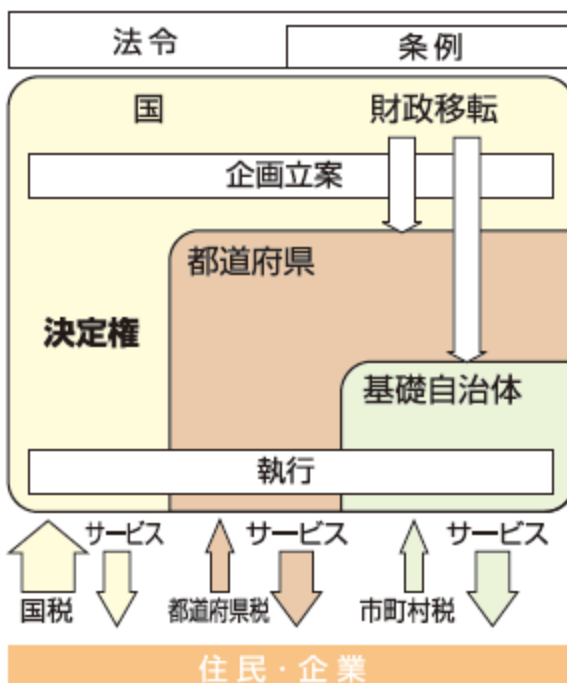 法令
条例
国
財政移転
企画立案
都道府県
決定権
基礎自治体
執行
サービス
サービス
サービス
国税
都道府県税
市町村税
住民・企業